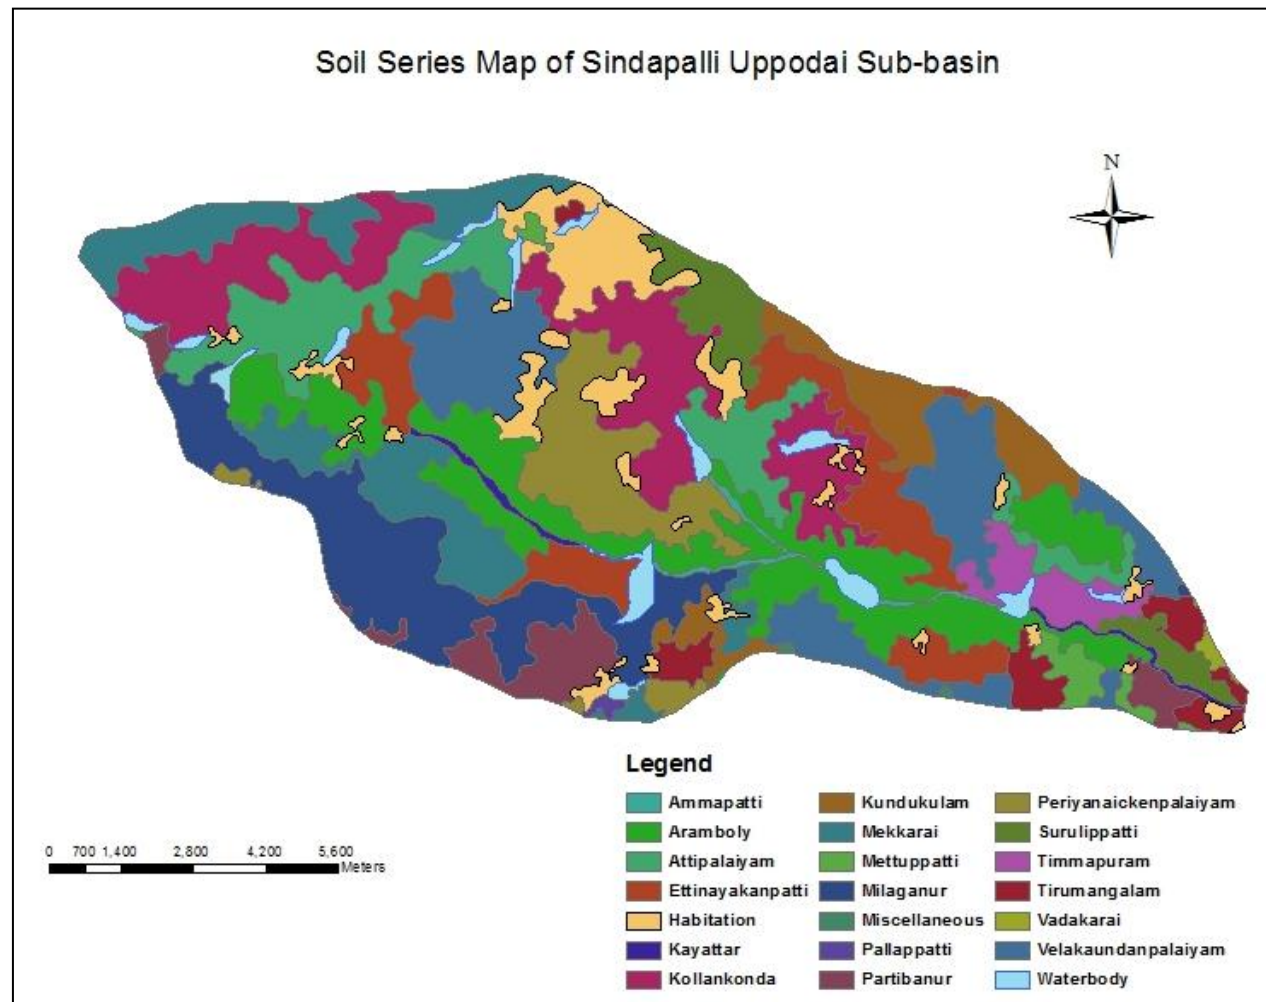 Soil Series Map of Sindapalli Uppodai Sub-basin
N
Legend
Ammapatti
Aramboly
Attipalaiyam
Ettinayakanpatti
Habitation
Kayattar
Kollankonda
Kundukulam
Mekkarai
Mettuppatti
Milaganur
Miscellaneous
Pallappatti
Partibanur
Periyanaickenpalaiyam
Surulippatti
Timmapuram
Tirumangalam
Vadakarai
Velakaundanpalaiyam
Waterbody
0 700 1,400 2,800 4,200 5,600
Meters